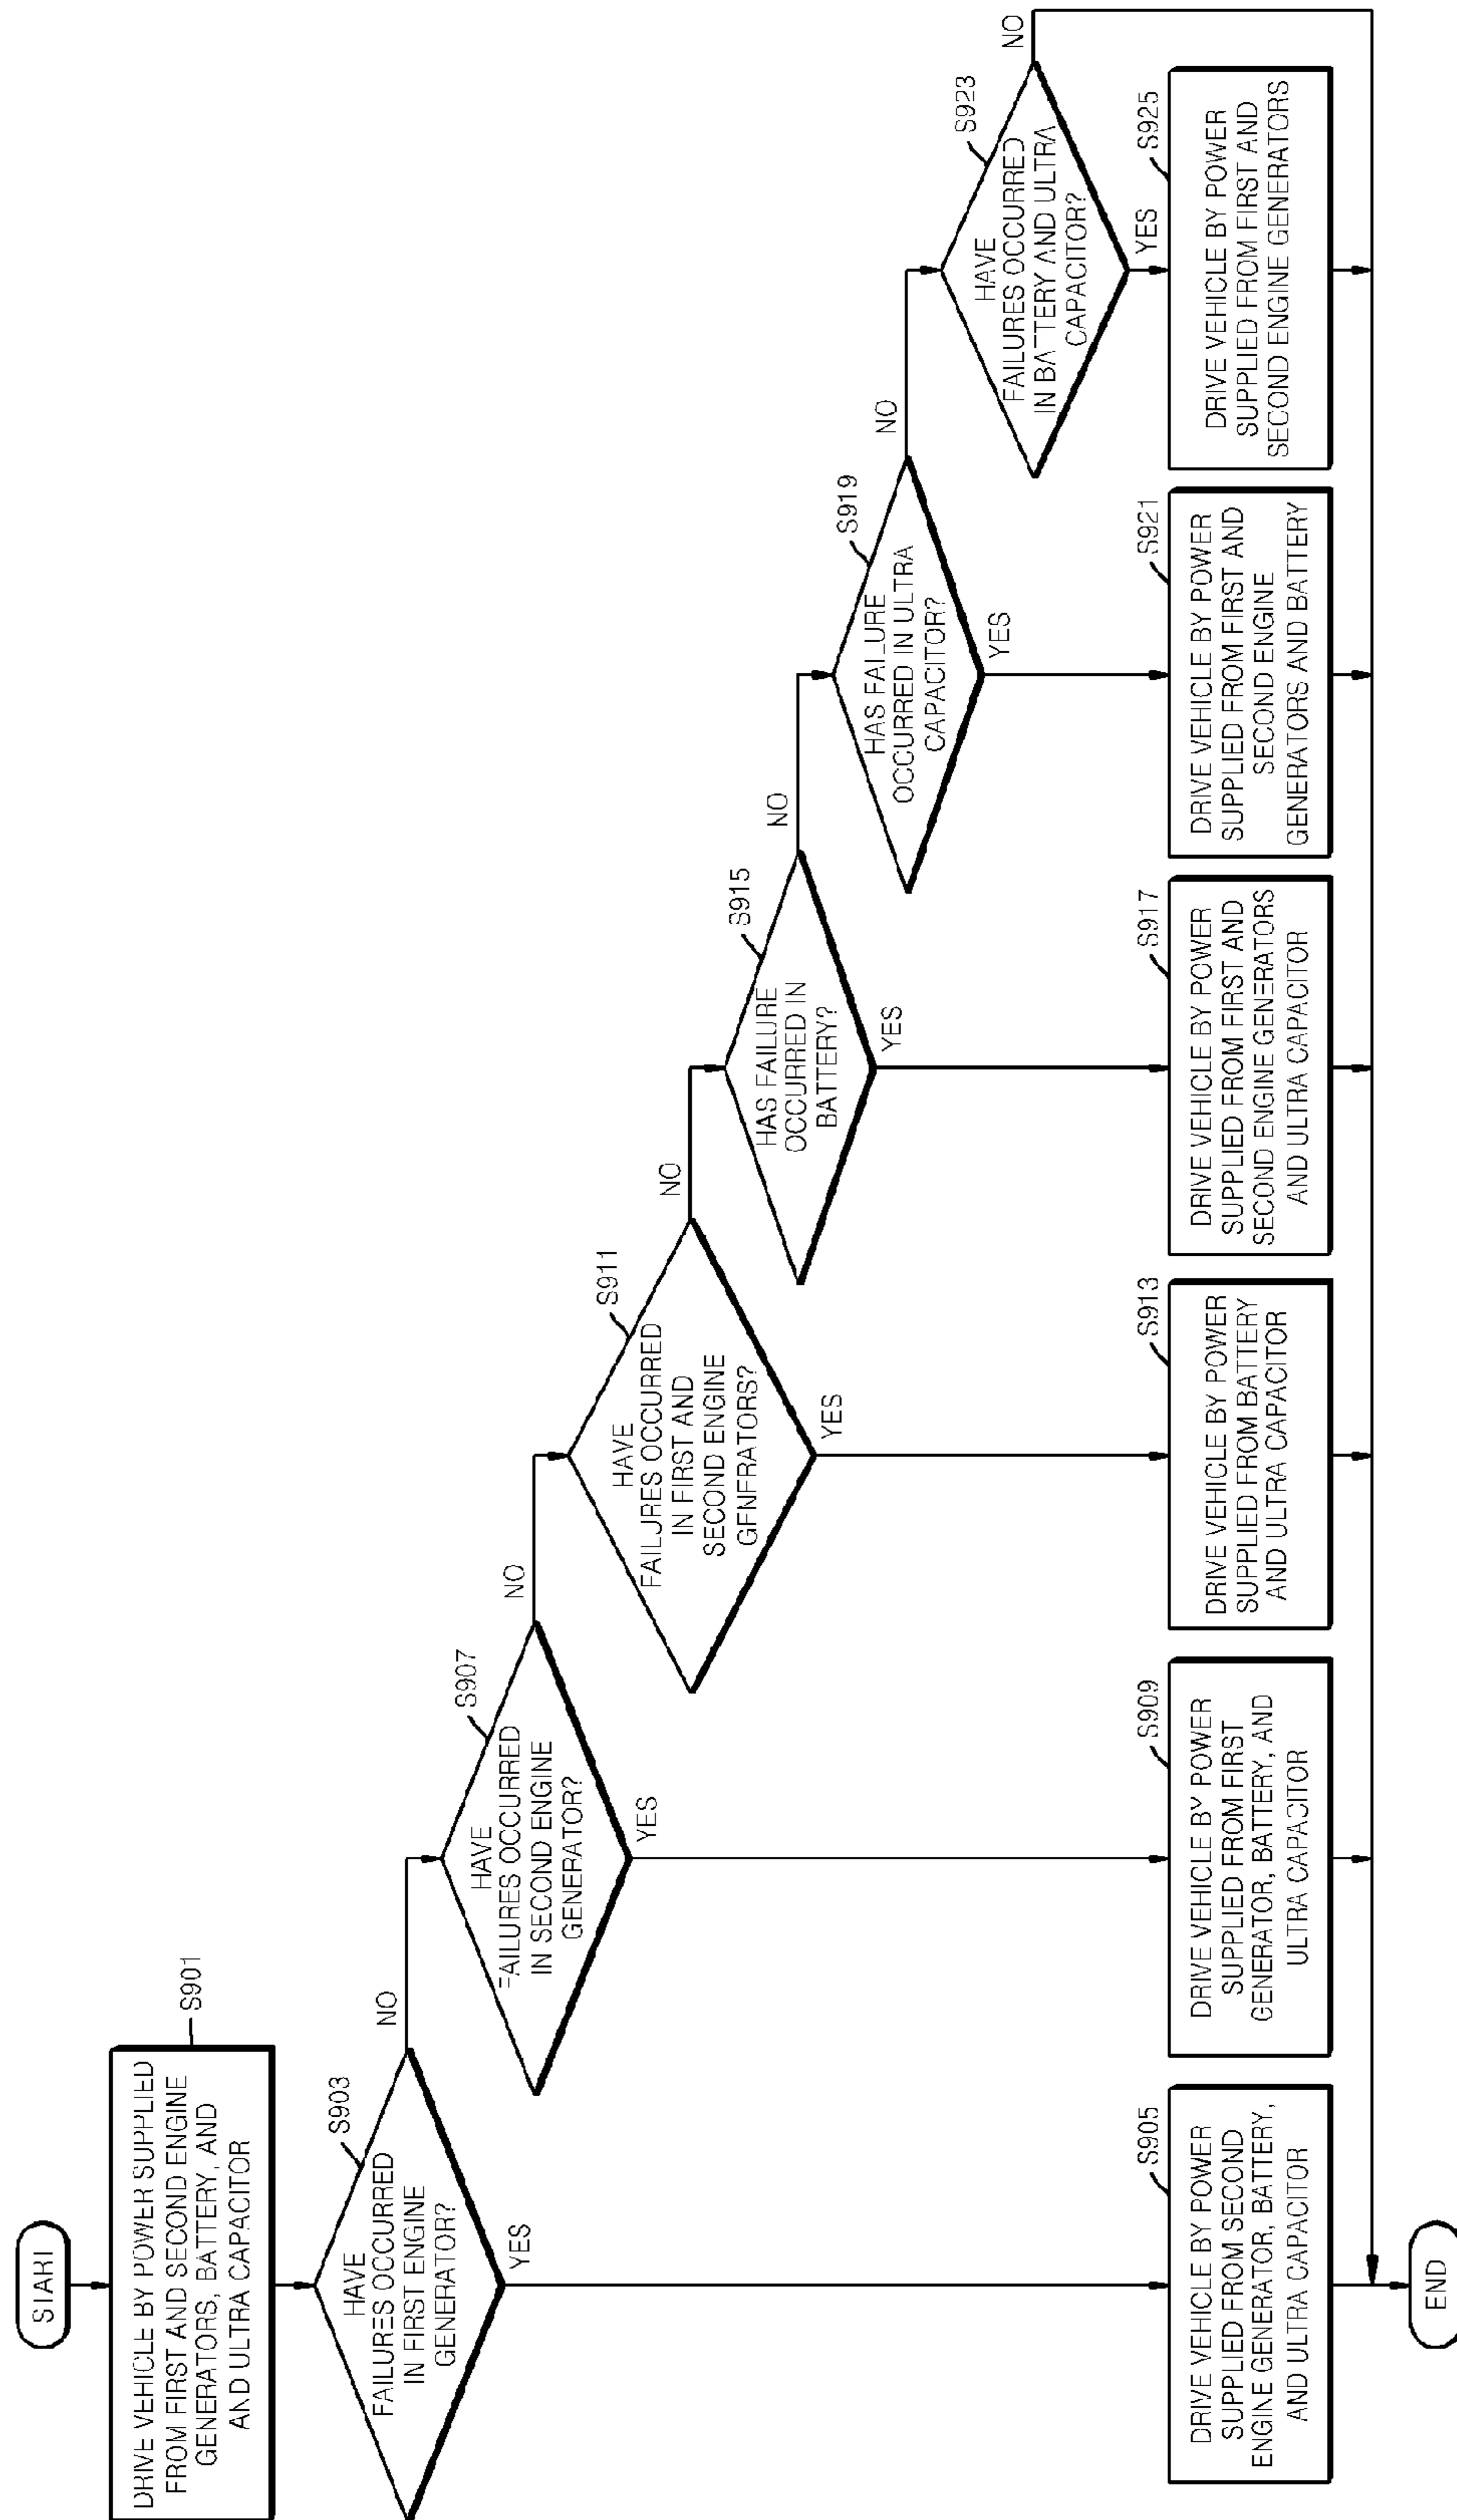 START
DRIVE VEHICLE BY POWER SUPPLIED
FROM FIRST AND SECOND ENGINE
GENERATORS, BATTERY, AND
AND ULTRA CAPACITOR
S901
HAVE
FAILURES OCCURRED
IN FIRST ENGINE
GENERATOR?
S903
NO
YES
DRIVE VEHICLE BY POWER
SUPPLIED FROM SECOND
ENGINE GENERATOR, BATTERY,
AND ULTRA CAPACITOR
S905
HAVE
FAILURES OCCURRED
IN SECOND ENGINE
GENERATOR?
S907
NO
YES
DRIVE VEHICLE BY POWER
SUPPLIED FROM FIRST
GENERATOR, BATTERY, AND
ULTRA CAPACITOR
S909
HAVE
FAILURES OCCURRED
IN FIRST AND
SECOND ENGINE
GENERATORS?
S911
NO
YES
DRIVE VEHICLE BY POWER
SUPPLIED FROM BATTERY
AND ULTRA CAPACITOR
S913
HAS FAILURE
OCCURRED IN
BATTERY?
S915
NO
YES
DRIVE VEHICLE BY POWER
SUPPLIED FROM FIRST AND
SECOND ENGINE GENERATORS
AND ULTRA CAPACITOR
S917
HAS FAILURE
OCCURRED IN ULTRA
CAPACITOR?
S919
NO
YES
DRIVE VEHICLE BY POWER
SUPPLIED FROM FIRST AND
SECOND ENGINE
GENERATORS AND BATTERY
S921
HAVE
FAILURES OCCURRED
IN BATTERY AND ULTRA
CAPACITOR?
S923
NO
YES
DRIVE VEHICLE BY POWER
SUPPLIED FROM FIRST AND
SECOND ENGINE GENERATORS
S925
END